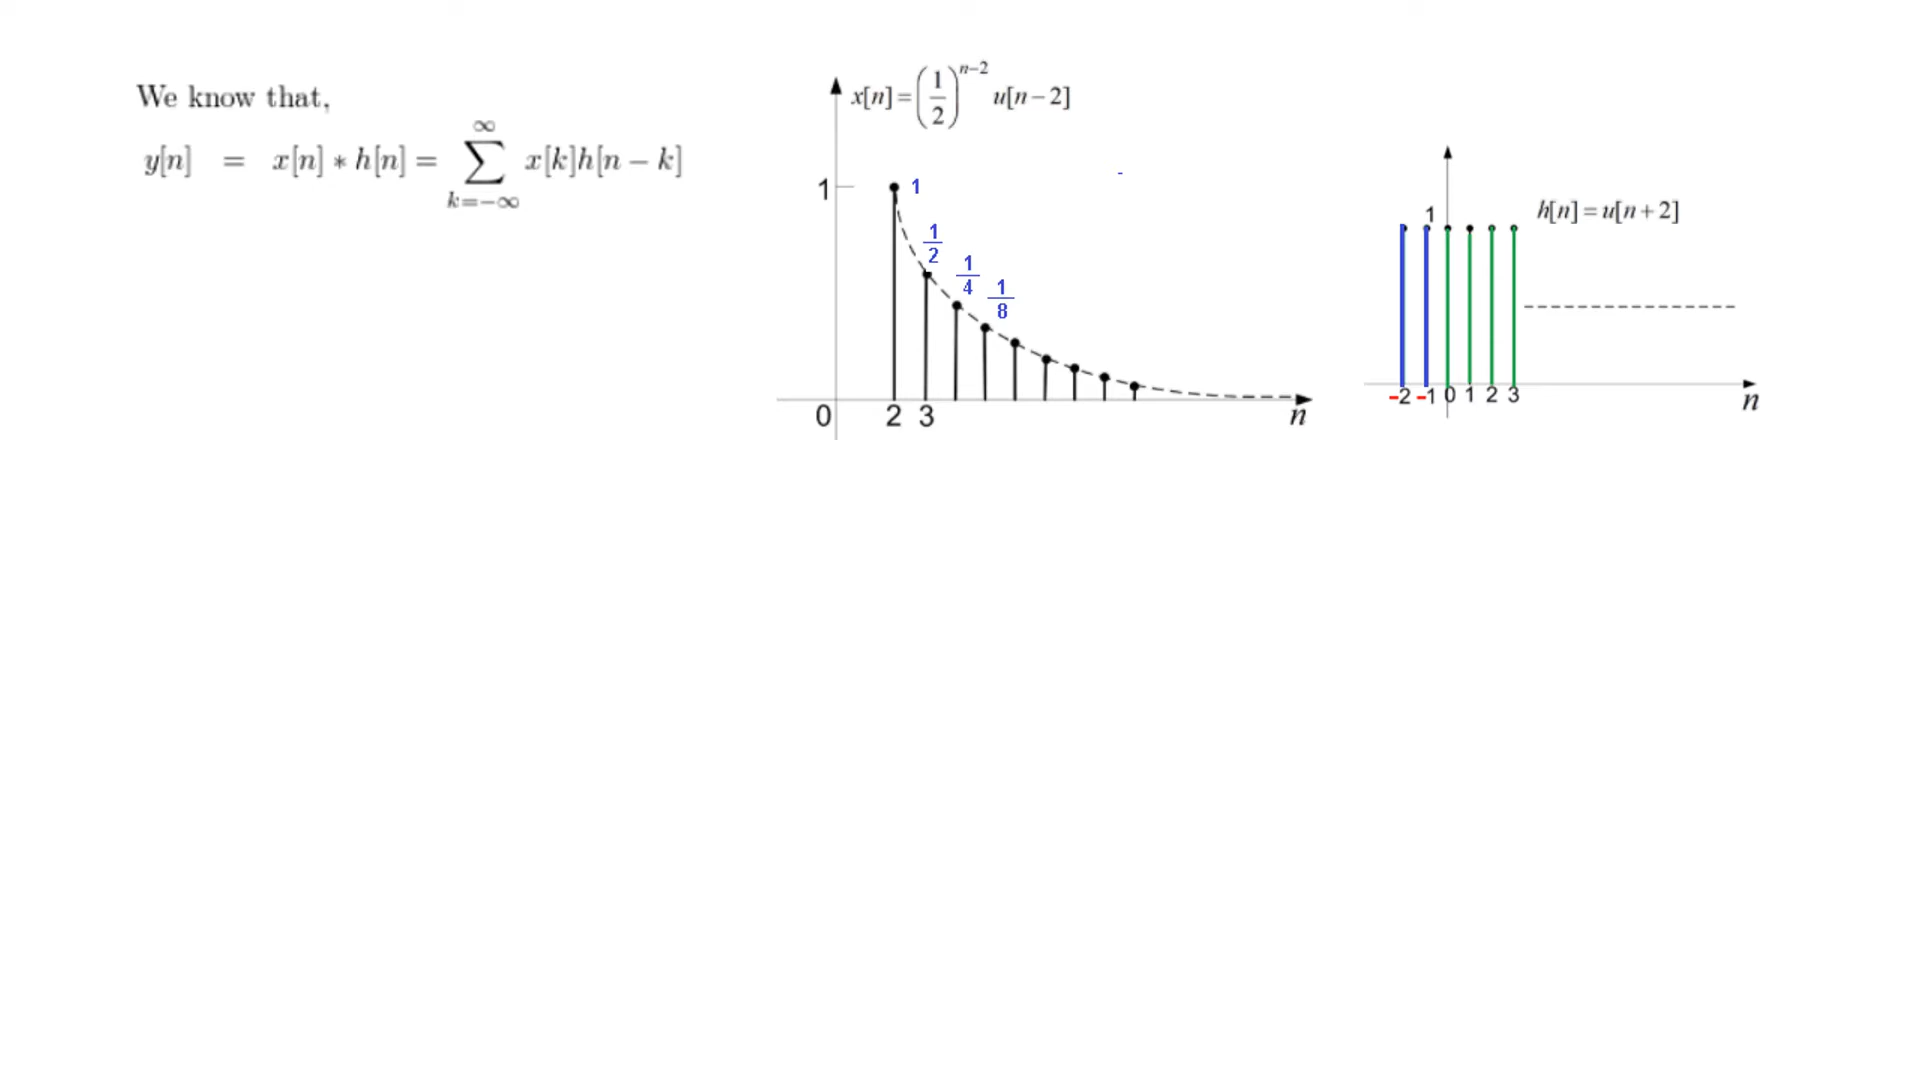 We know that,
y[n] = x[n] * h[n] = ∞∑k=−∞ x[k]h[n − k]
x[n] = (1/2)^{n−2} u[n−2]
1
1
1/2
1/4
1/8
0 2 3 n
h[n] = u[n+2]
1
-2 -1 0 1 2 3 n